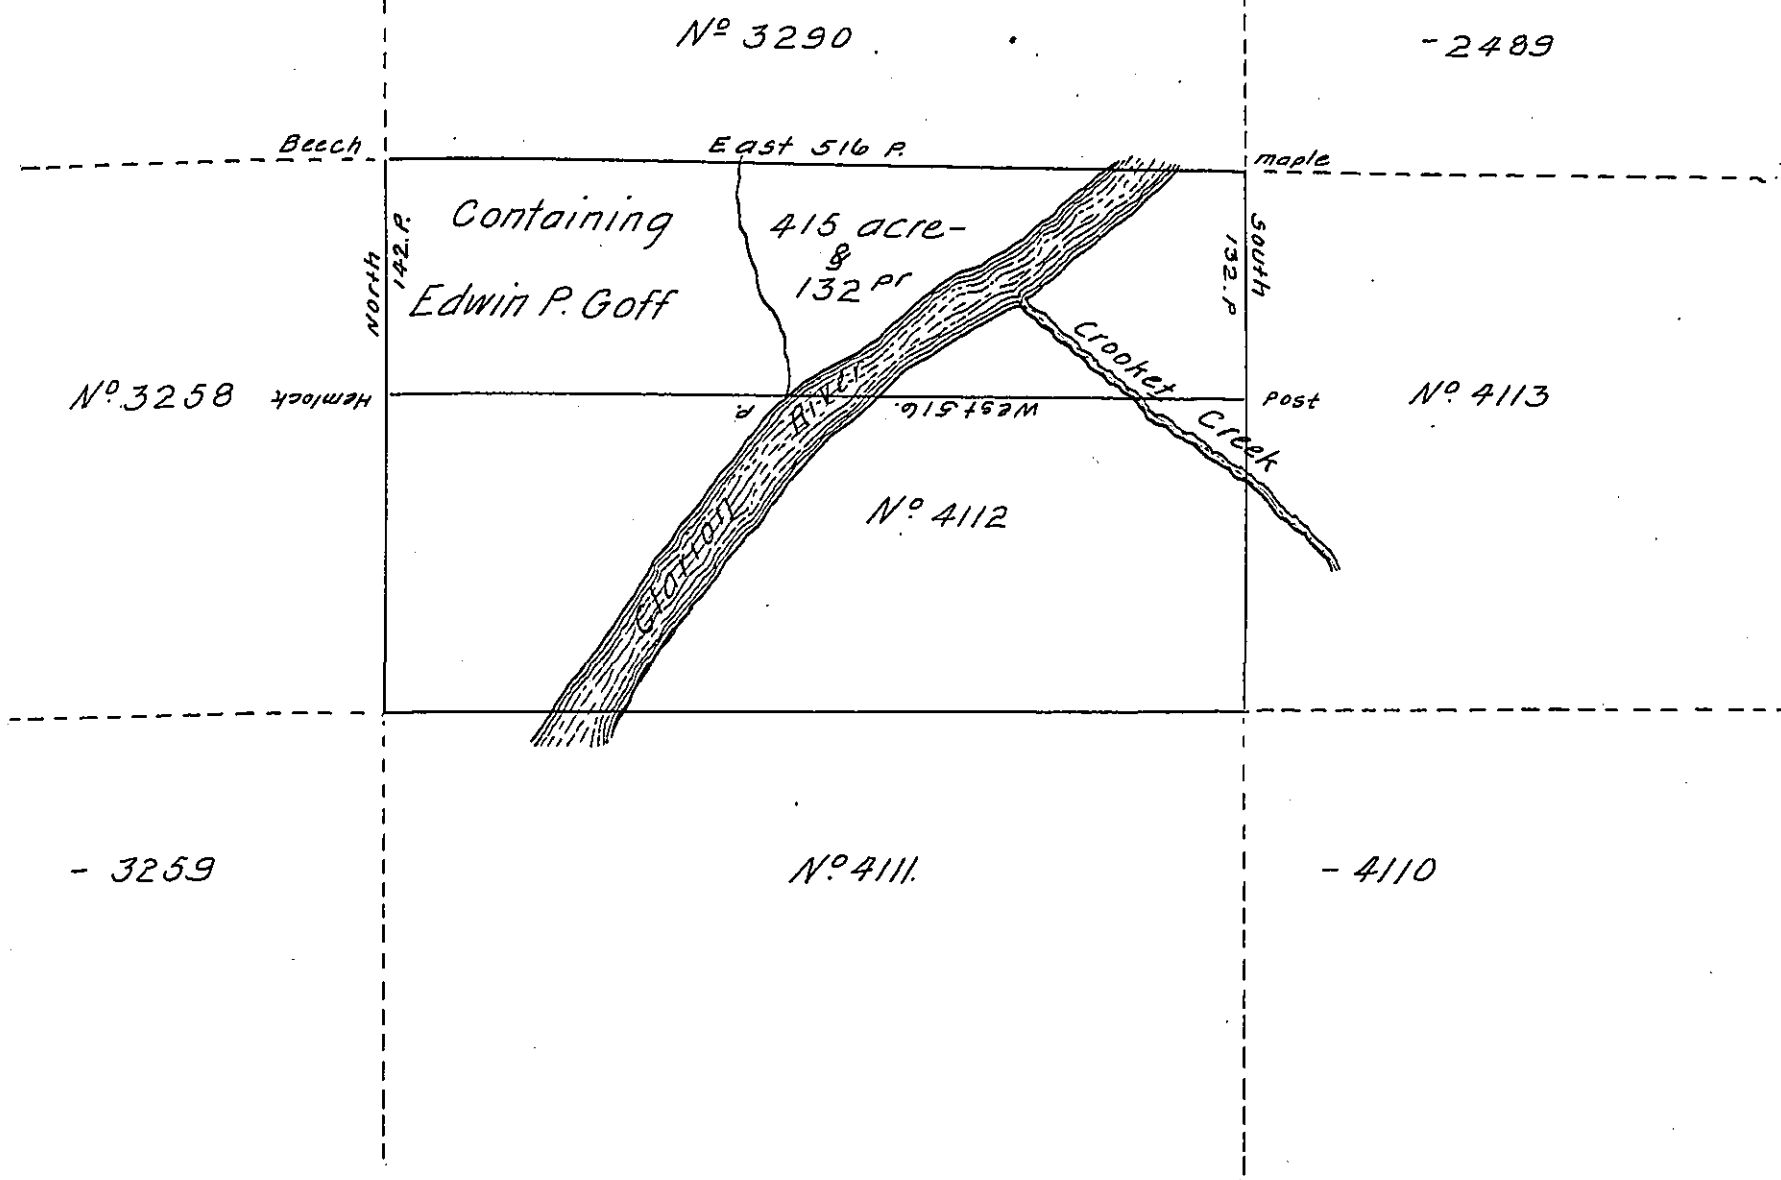 Nº 3290
- 2489
Beech
East 516 P.
maple
Containing
415 acre-
&
132 pr
North
142. P.
South
132. P
Edwin P. Goff
Crooket Creek
Nº. 3258
Hemlock
West 516. P.
Post
Nº. 4113
Clarion River
Nº 4112
- 3259
Nº. 4111.
- 4110